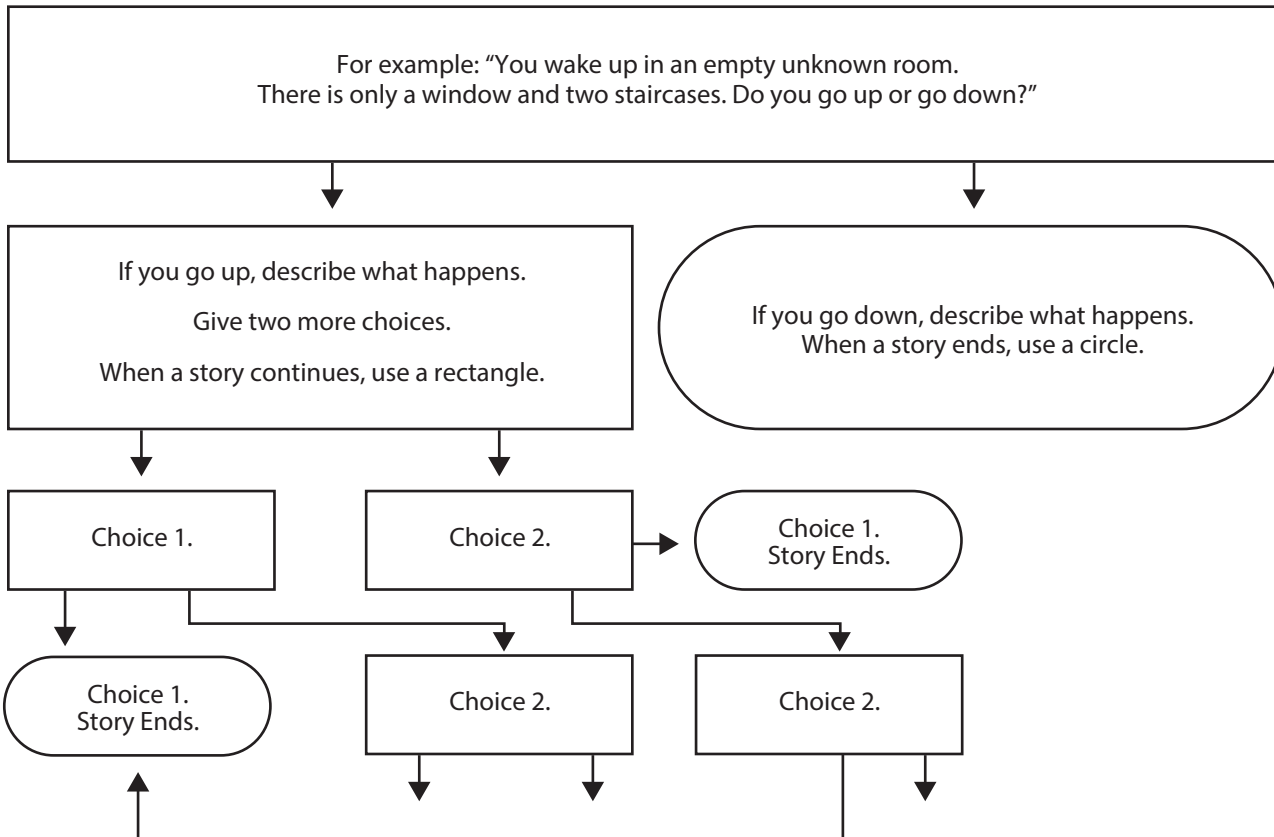 For example: “You wake up in an empty unknown room.
There is only a window and two staircases. Do you go up or go down?”
If you go up, describe what happens.
Give two more choices.
When a story continues, use a rectangle.
If you go down, describe what happens.
When a story ends, use a circle.
Choice 1.
Choice 2.
Choice 1.
Story Ends.
Choice 1.
Story Ends.
Choice 2.
Choice 2.